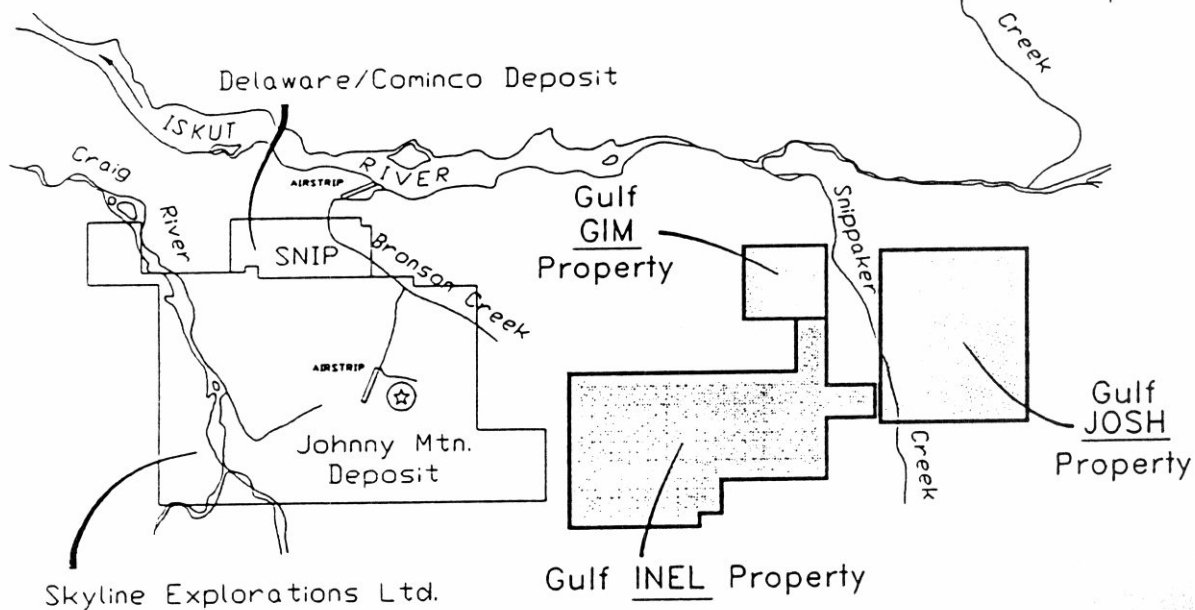 Creek
Delaware/Cominco Deposit
ISKUT
RIVER
Craig
River
AIRSTRIP
SNIP
Bronson Creek
Gulf
GIM
Property
Snippaker
Creek
AIRSTRIP
Johnny Mtn.
Deposit
Gulf
JOSH
Property
Gulf INEL Property
Skyline Explorations Ltd.